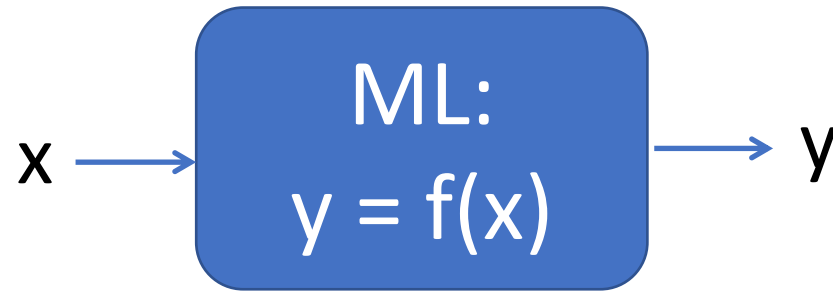 ML:
x
y = f(x)
y